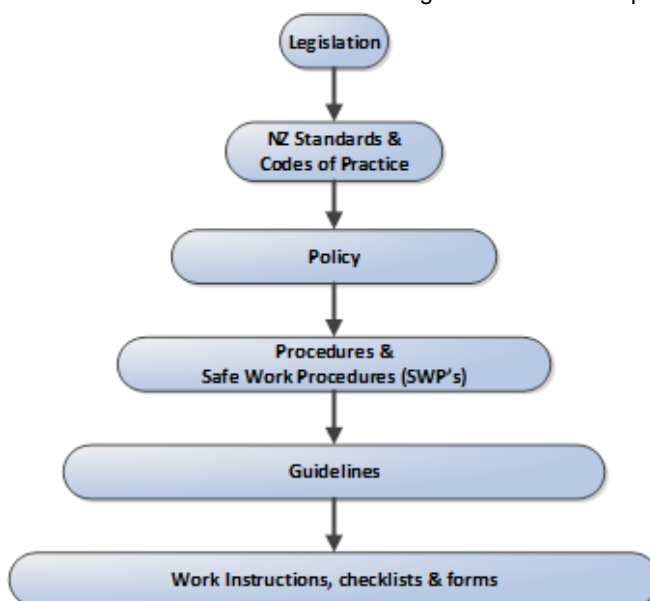 Legislation
NZ Standards &
Codes of Practice
Policy
Procedures &
Safe Work Procedures (SWP's)
Guidelines
Work Instructions, checklists & forms